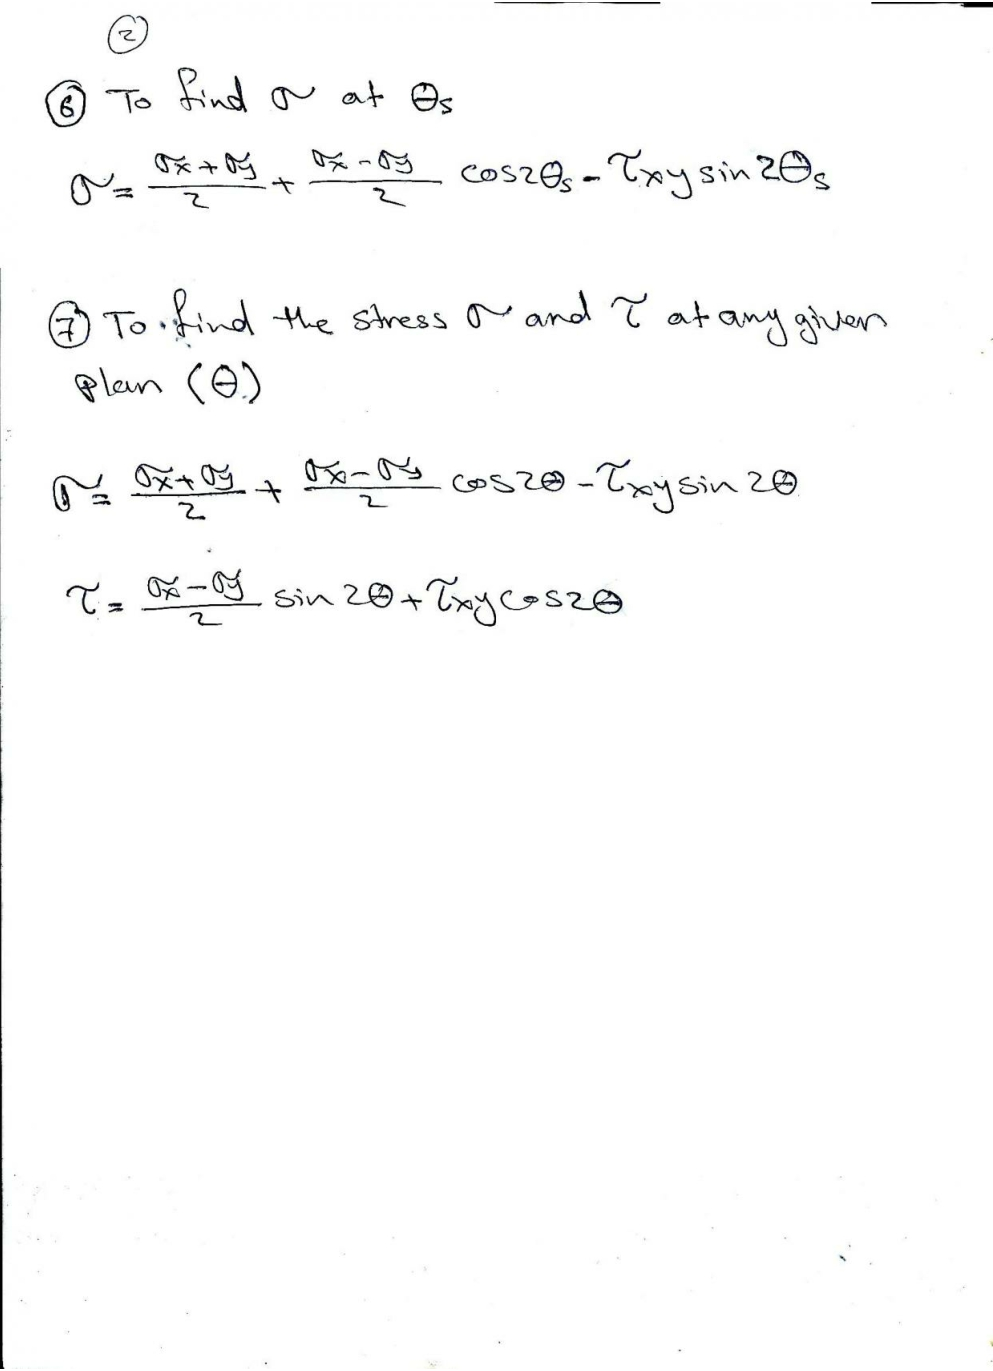 ②
⑥ To find σ at θs
σ = (σx + σy)/2 + (σx - σy)/2 cos2θs - τxy sin 2θs
⑦ To find the stress σ and τ at any given
plan (θ)
σ = (σx + σy)/2 + (σx - σy)/2 cos2θ - τxy sin 2θ
τ = (σx - σy)/2 sin 2θ + τxy cos2θ